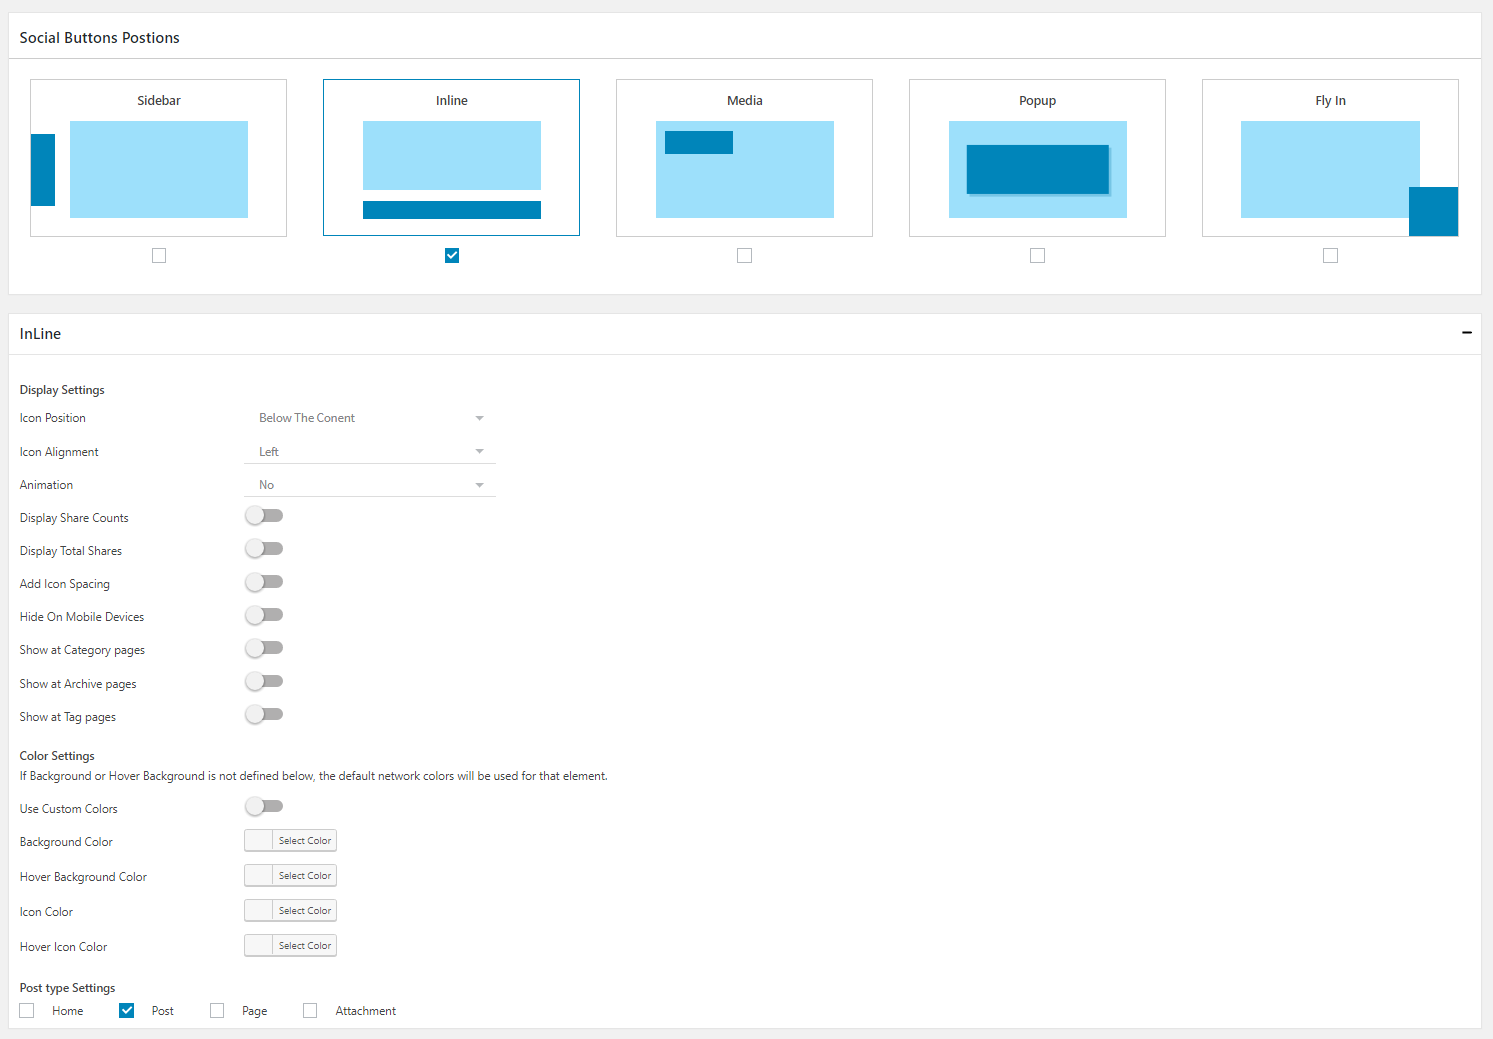 Social Buttons Postions
Sidebar
Inline
Media
Popup
Fly In
InLine
Display Settings
Icon Position
Below The Conent
Icon Alignment
Left
Animation
No
Display Share Counts
Display Total Shares
Add Icon Spacing
Hide On Mobile Devices
Show at Category pages
Show at Archive pages
Show at Tag pages
Color Settings
If Background or Hover Background is not defined below, the default network colors will be used for that element.
Use Custom Colors
Background Color
Select Color
Hover Background Color
Select Color
Icon Color
Select Color
Hover Icon Color
Select Color
Post type Settings
Home
Post
Page
Attachment